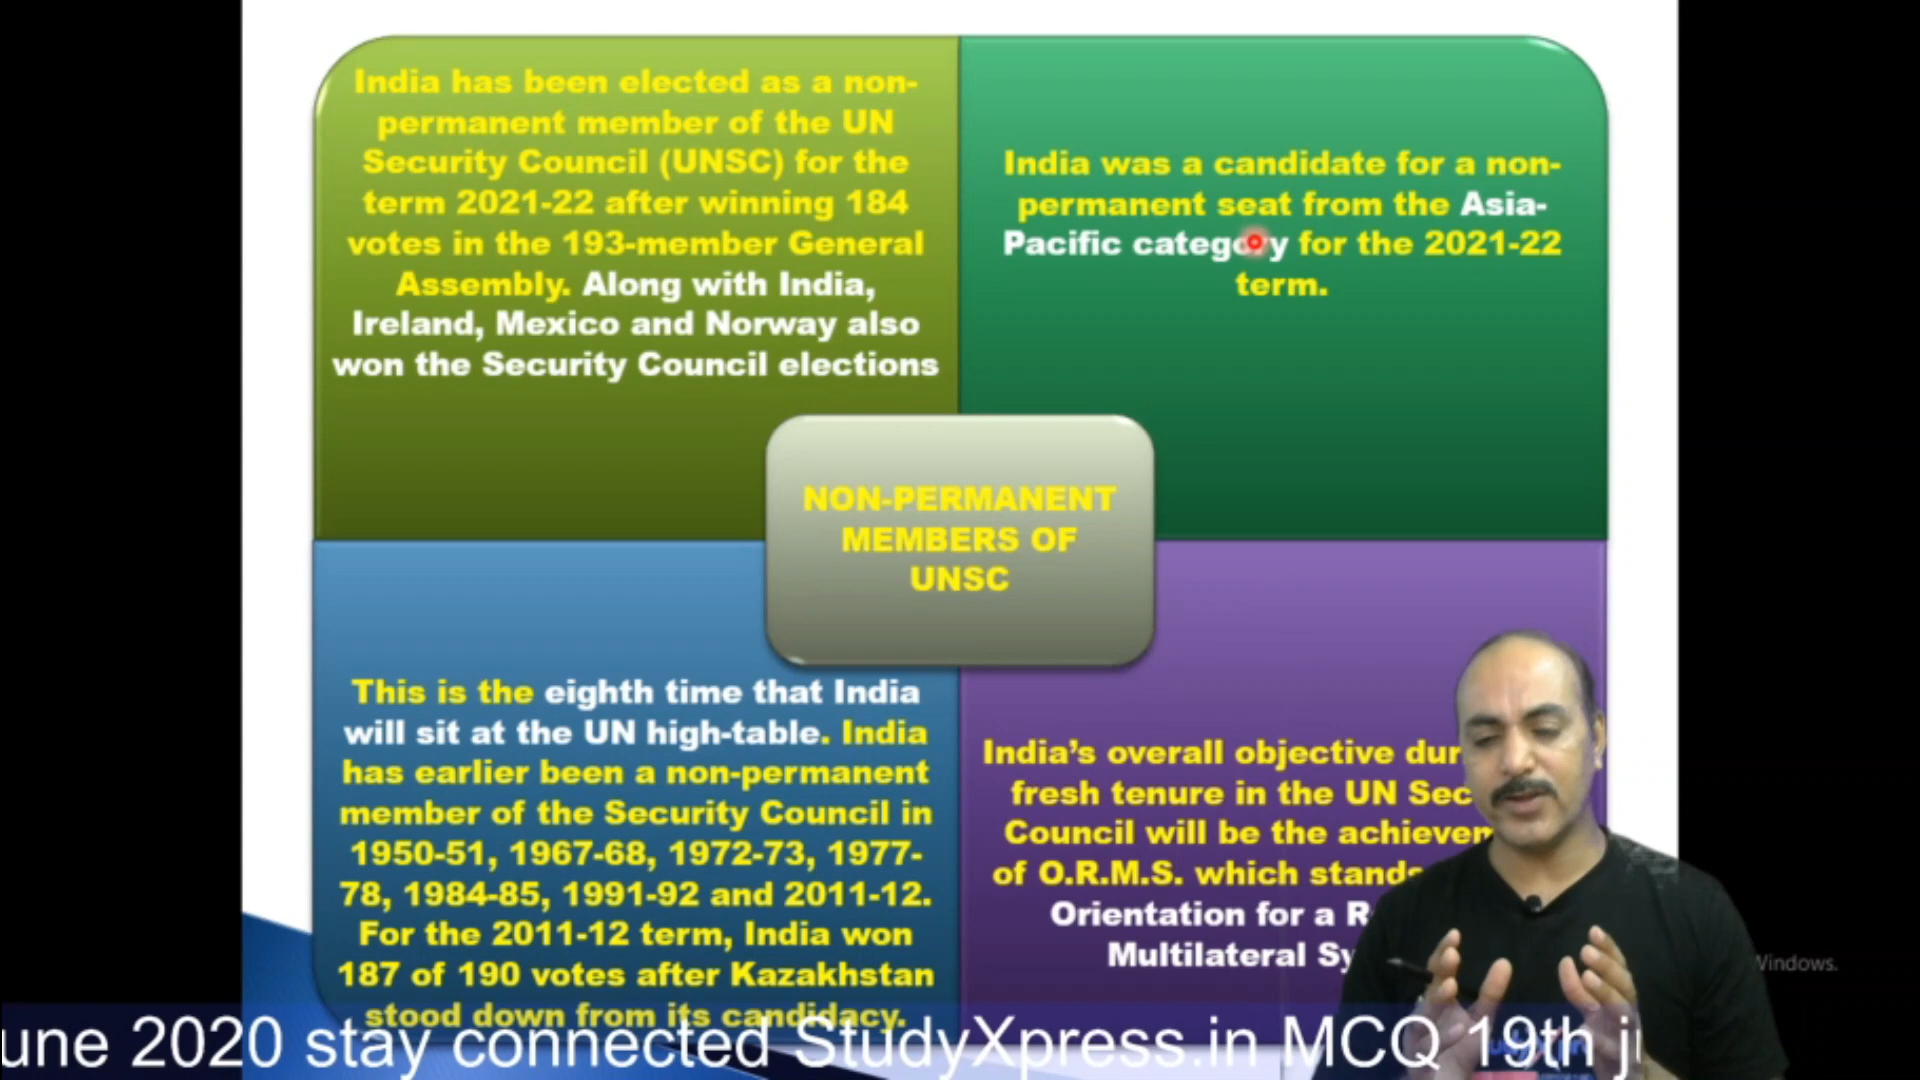 India has been elected as a non-
permanent member of the UN
Security Council (UNSC) for the
term 2021-22 after winning 184
votes in the 193-member General
Assembly. Along with India,
Ireland, Mexico and Norway also
won the Security Council elections
India was a candidate for a non-
permanent seat from the Asia-
Pacific category for the 2021-22
term.
NON-PERMANENT
MEMBERS OF
UNSC
This is the eighth time that India
will sit at the UN high-table. India
has earlier been a non-permanent
member of the Security Council in
1950-51, 1967-68, 1972-73, 1977-
78, 1984-85, 1991-92 and 2011-12.
For the 2011-12 term, India won
187 of 190 votes after Kazakhstan
stood down from its candidacy.
India's overall objective
fresh tenure in the UN
Council will be the
of O.R.M.S. which
Orientation for a
Multilateral
Windows.
une 2020 stay connected StudyXpress.in MCQ 19th